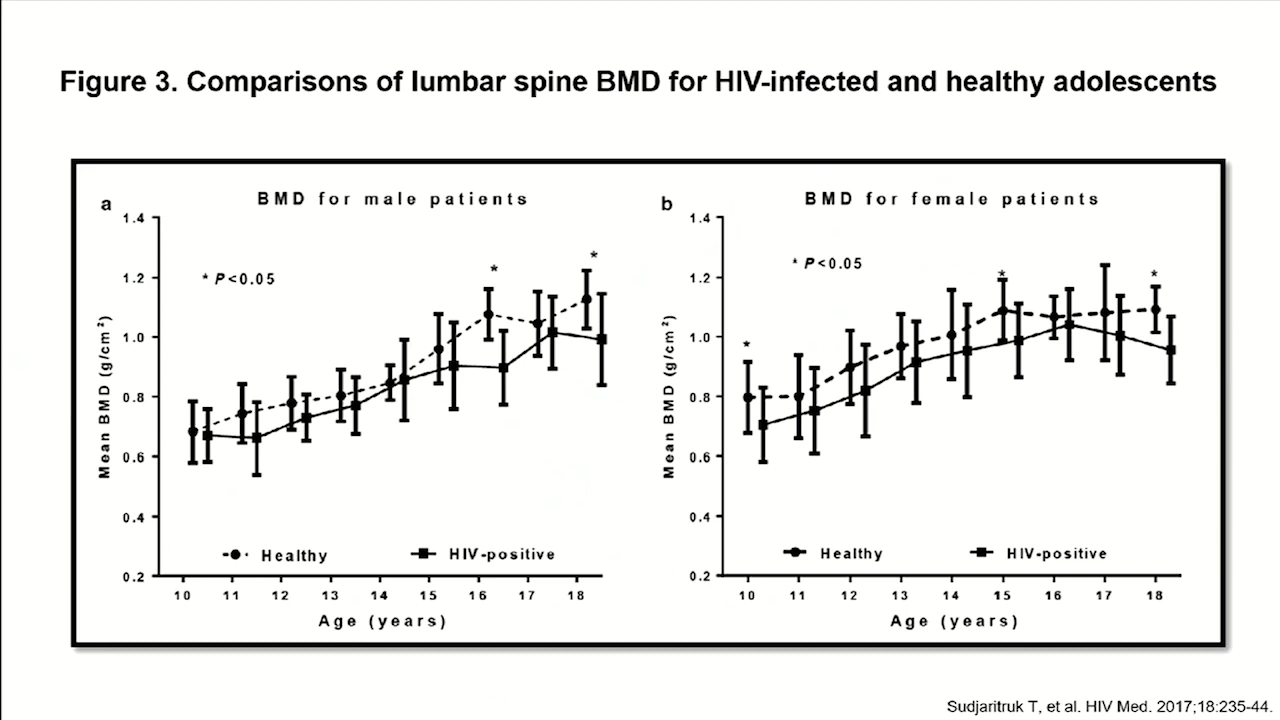 Figure 3. Comparisons of lumbar spine BMD for HIV-infected and healthy adolescents
a
BMD for male patients
Mean BMD (g/cm²)
1.4
1.2
1.0
0.8
0.6
0.4
0.2
* P<0.05
*
*
Healthy
HIV-positive
10 11 12 13 14 15 16 17 18
Age (years)
b
BMD for female patients
Mean BMD (g/cm²)
1.4
1.2
1.0
0.8
0.6
0.4
0.2
* P<0.05
*
*
*
Healthy
HIV-positive
10 11 12 13 14 15 16 17 18
Age (years)
Sudjaritruk T, et al. HIV Med. 2017;18:235-44.